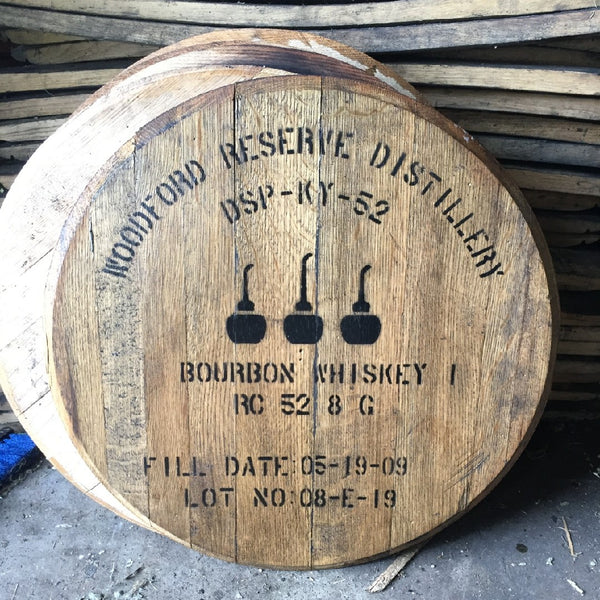 WOODFORD RESERVE DISTILLERY
DSP-KY-52
BOURBON WHISKEY 1
RC 52 8 G
FILL DATE:05-19-09
LOT NO:08-E-19